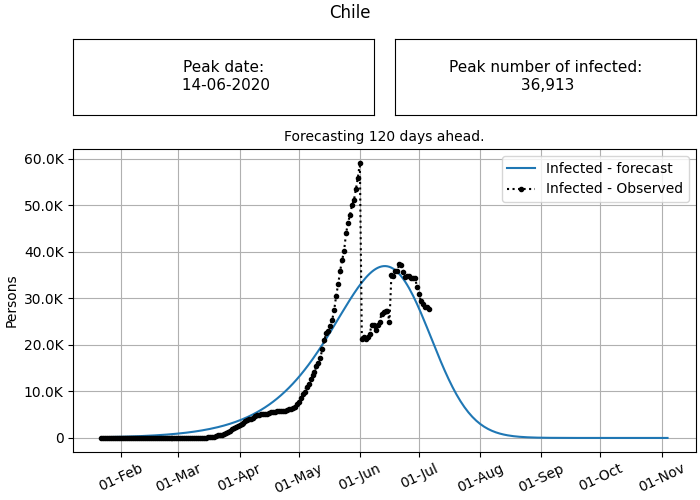 Chile
Peak date:
14-06-2020
Peak number of infected:
36,913
Forecasting 120 days ahead.
60.0K
50.0K
40.0K
30.0K
20.0K
10.0K
0
Persons
Infected - forecast
Infected - Observed
01-Feb
01-Mar
01-Apr
01-May
01-Jun
01-Jul
01-Aug
01-Sep
01-Oct
01-Nov